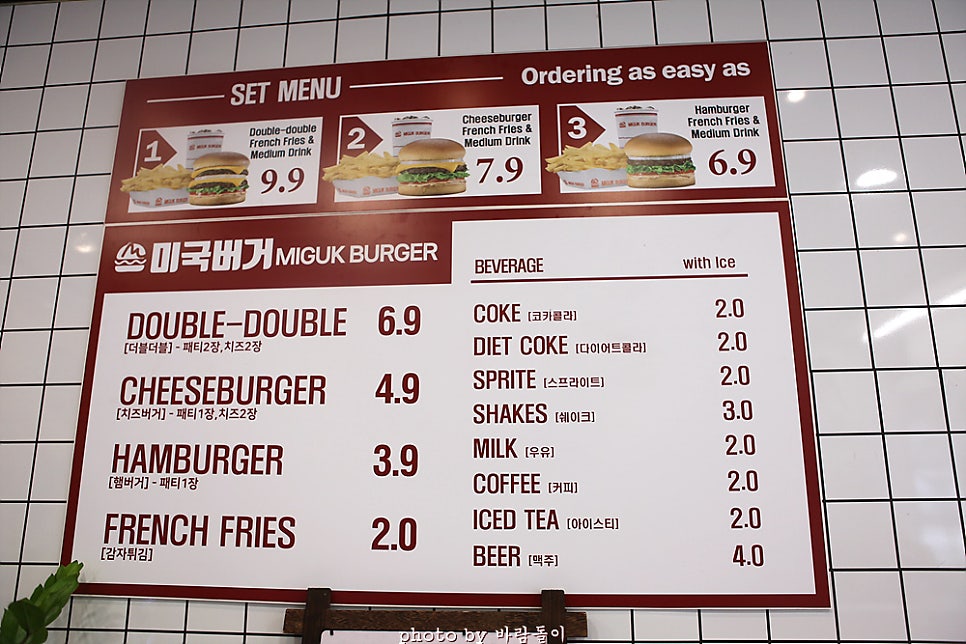 SET MENU
Ordering as easy as
1
Double-double
French Fries &
Medium Drink
9.9
2
Cheeseburger
French Fries &
Medium Drink
7.9
3
Hamburger
French Fries &
Medium Drink
6.9
미국버거 MIGUK BURGER
DOUBLE-DOUBLE 6.9
[더블더블] - 패티2장,치즈2장
CHEESEBURGER 4.9
[치즈버거] - 패티1장,치즈2장
HAMBURGER 3.9
[햄버거] - 패티1장
FRENCH FRIES 2.0
[감자튀김]
BEVERAGE with Ice
COKE [코카콜라] 2.0
DIET COKE [다이어트콜라] 2.0
SPRITE [스프라이트] 2.0
SHAKES [쉐이크] 3.0
MILK [우유] 2.0
COFFEE [커피] 2.0
ICED TEA [아이스티] 2.0
BEER [맥주] 4.0
photo by 바람돌이